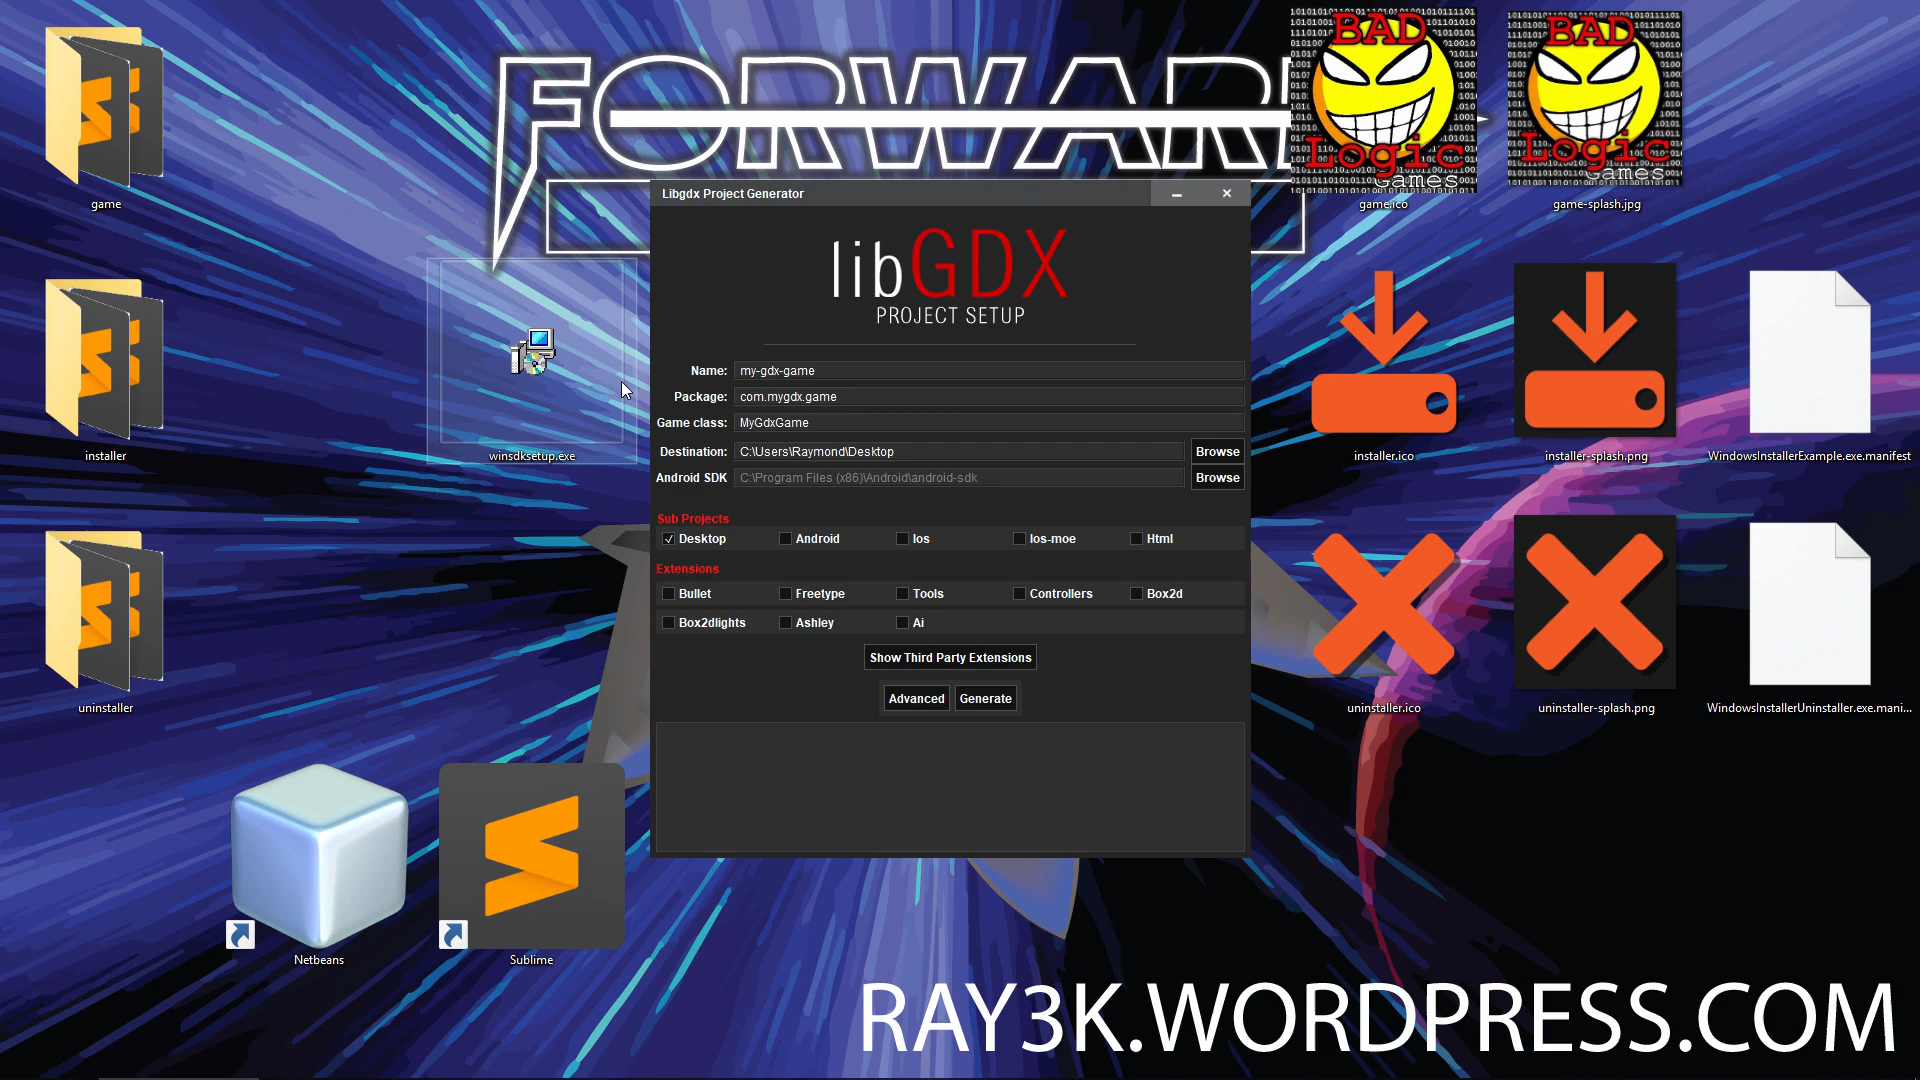 FORWARD
BAD
Logic
Games
BAD
Logic
Games
game
game.ico
game-splash.jpg
Libgdx Project Generator
libGDX
PROJECT SETUP
Name: my-gdx-game
Package: com.mygdx.game
Game class: MyGdxGame
Destination: C:\Users\Raymond\Desktop Browse
Android SDK C:\Program Files (x86)\Android\android-sdk Browse
installer
winsdksetup.exe
installer.ico
installer-splash.png
WindowsInstallerExample.exe.manifest
Sub Projects
Desktop Android Ios Ios-moe Html
Extensions
Bullet Freetype Tools Controllers Box2d
Box2dlights Ashley Ai
Show Third Party Extensions
Advanced Generate
uninstaller
uninstaller.ico
uninstaller-splash.png
WindowsInstallerUninstaller.exe.mani...
Netbeans
Sublime
RAY3K.WORDPRESS.COM